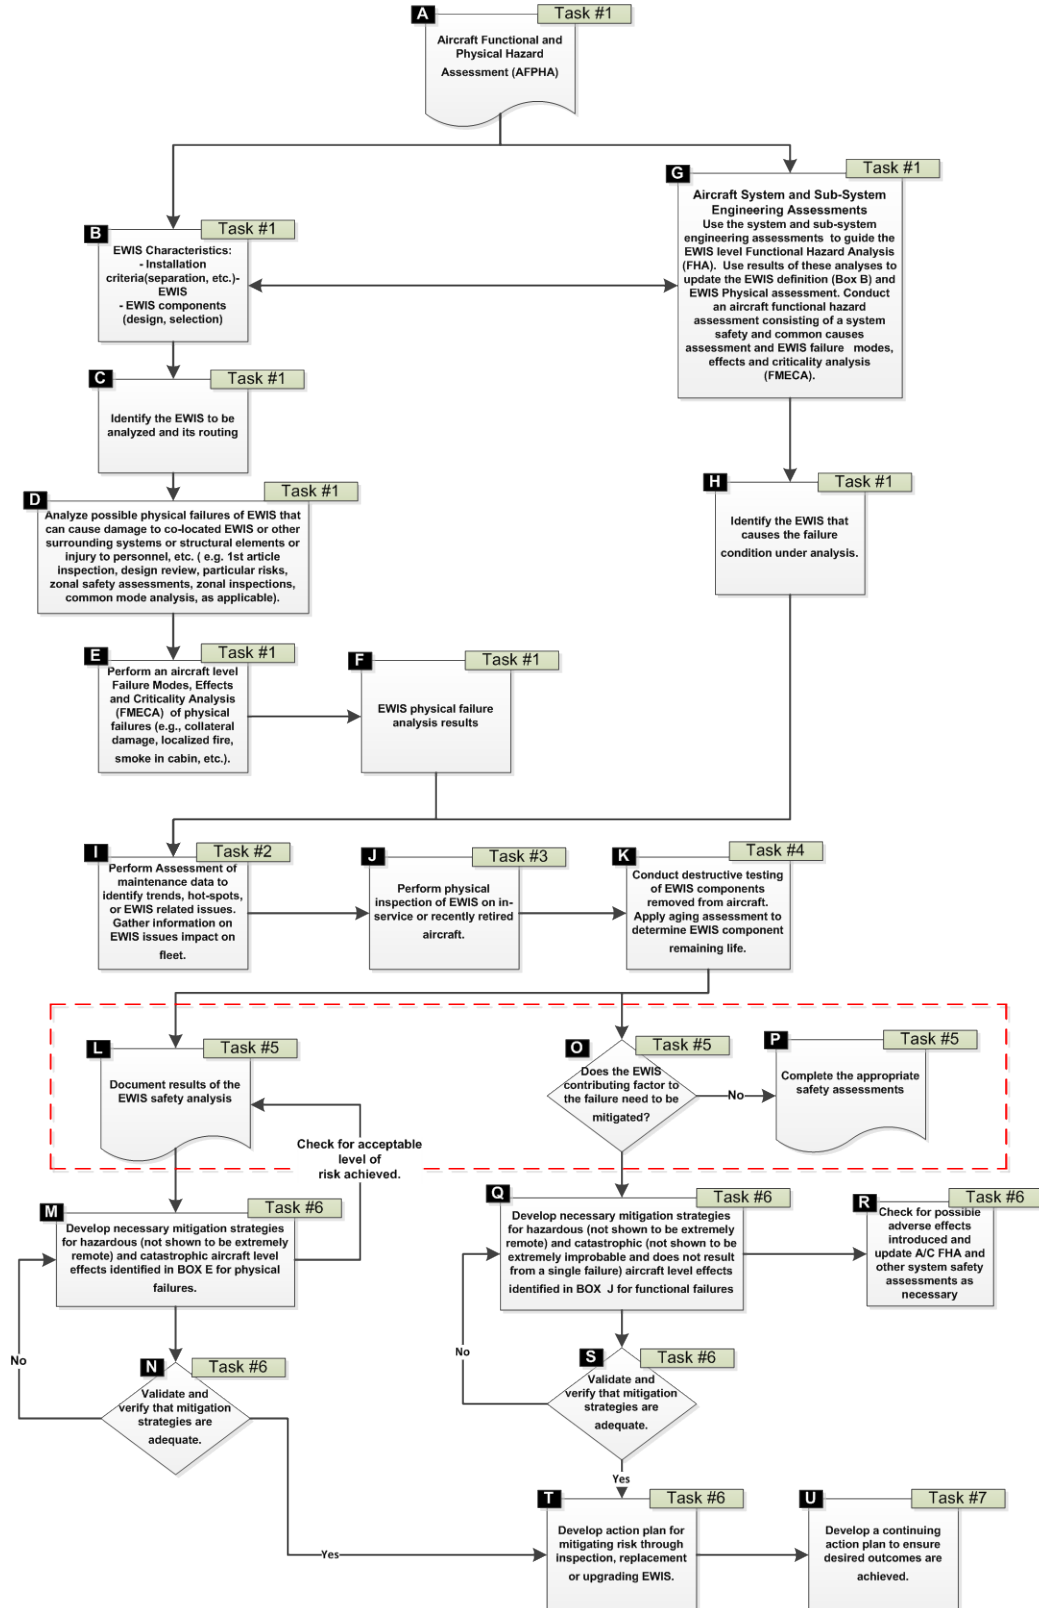 A
Task #1
Aircraft Functional and
Physical Hazard
Assessment (AFPHA)
G
Task #1
Aircraft System and Sub-System
Engineering Assessments
Use the system and sub-system
engineering assessments to guide the
EWIS level Functional Hazard Analysis
(FHA). Use results of these analyses to
update the EWIS definition (Box B) and
EWIS Physical assessment. Conduct
an aircraft functional hazard
assessment consisting of a system
safety and common causes
assessment and EWIS failure modes,
effects and criticality analysis
(FMECA).
B
Task #1
EWIS Characteristics:
- Installation
criteria(separation, etc.)-
EWIS
- EWIS components
(design, selection)
C
Task #1
Identify the EWIS to be
analyzed and its routing
D
Task #1
Analyze possible physical failures of EWIS that
can cause damage to co-located EWIS or other
surrounding systems or structural elements or
injury to personnel, etc. ( e.g. 1st article
inspection, design review, particular risks,
zonal safety assessments, zonal inspections,
common mode analysis, as applicable).
H
Task #1
Identify the EWIS that
causes the failure
condition under analysis.
E
Task #1
Perform an aircraft level
Failure Modes, Effects
and Criticality Analysis
(FMECA) of physical
failures (e.g., collateral
damage, localized fire,
smoke in cabin, etc.).
F
Task #1
EWIS physical failure
analysis results
I
Task #2
Perform Assessment of
maintenance data to
identify trends, hot-spots,
or EWIS related issues.
Gather information on
EWIS issues impact on
fleet.
J
Task #3
Perform physical
inspection of EWIS on in-
service or recently retired
aircraft.
K
Task #4
Conduct destructive testing
of EWIS components
removed from aircraft.
Apply aging assessment to
determine EWIS component
remaining life.
L
Task #5
Document results of the
EWIS safety analysis
O
Task #5
Does the EWIS
contributing factor to
the failure need to be
mitigated?
No
P
Task #5
Complete the appropriate
safety assessments
Check for acceptable
level of
risk achieved.
M
Task #6
Develop necessary mitigation strategies
for hazardous (not shown to be extremely
remote) and catastrophic aircraft level
effects identified in BOX E for physical
failures.
Q
Task #6
Develop necessary mitigation strategies
for hazardous (not shown to be extremely
remote) and catastrophic (not shown to
be extremely improbable and does not result
from a single failure) aircraft level effects
identified in BOX J for functional failures
R
Task #6
Check for possible
adverse effects
introduced and
update A/C FHA and
other system safety
assessments as
necessary
No
N
Task #6
Validate and
verify that mitigation
strategies are
adequate.
No
S
Task #6
Validate and
verify that mitigation
strategies are
adequate.
Yes
Yes
T
Task #6
Develop action plan for
mitigating risk through
inspection, replacement
or upgrading EWIS.
U
Task #7
Develop a continuing
action plan to ensure
desired outcomes are
achieved.